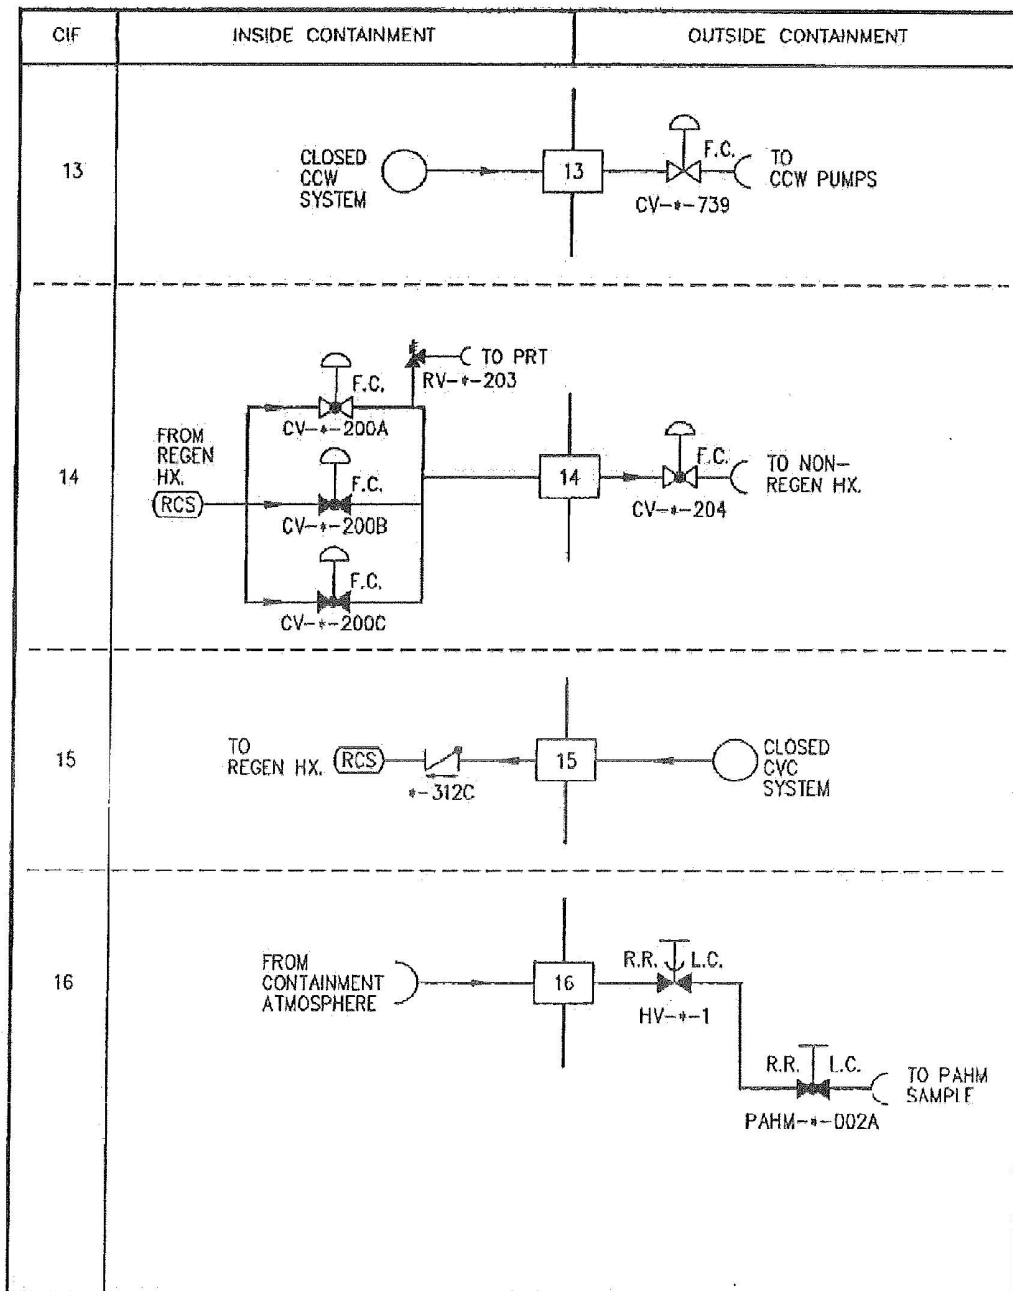 CIF
INSIDE CONTAINMENT
OUTSIDE CONTAINMENT
13
CLOSED
CCW
SYSTEM
13
F.C.
TO
CCW PUMPS
CV-*-739
14
FROM
REGEN
HX.
RCS
F.C.
CV-*-200A
F.C.
CV-*-200B
F.C.
CV-*-200C
TO PRT
RV-*-203
14
F.C.
CV-*-204
TO NON-
REGEN HX.
15
TO
REGEN HX.
RCS
*-312C
15
CLOSED
CVC
SYSTEM
16
FROM
CONTAINMENT
ATMOSPHERE
16
R.R.
L.C.
HV-*-1
R.R.
L.C.
PAHM-*-002A
TO PAHM
SAMPLE